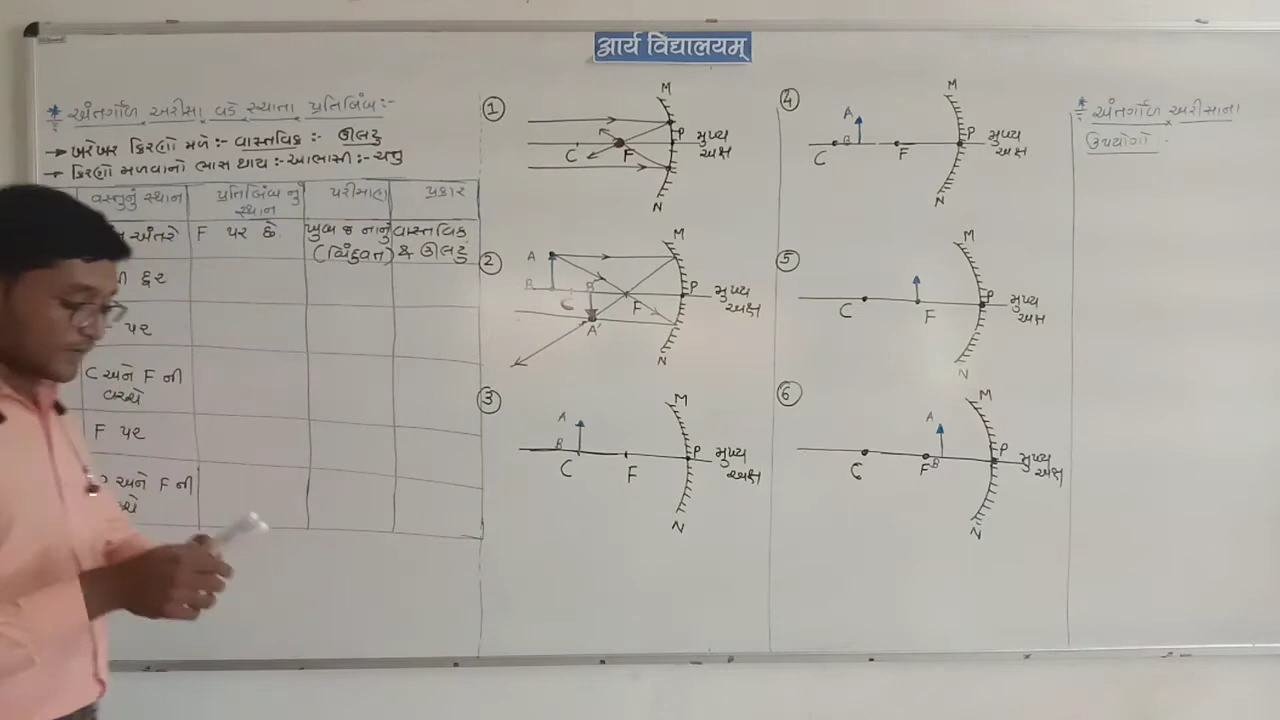 आर्य विद्यालयम्
* અંતર્ગોળ અરીસા વડે રચાતા પ્રતિબિંબ:-
→ ખરેખર કિરણો મળે:- વાસ્તવિક:- ઊલટુ
→ કિરણો મળવાનો ભાસ થાય:- આભાસી:- ચતુ
વસ્તુનું સ્થાન પ્રતિબિંબ નુ સ્થાન પરીમાણ પ્રકાર
અંતરે F પર છે. ખુબ જ નાનું (બિંદુવત) વાસ્તવિક & ઊલટુ
દુર
પર
C અને F ની વચ્ચે
F પર
અને F ની
1
M
P
મુખ્ય અક્ષ
C
F
N
2
M
A
B
B'
C
F
P
મુખ્ય અક્ષ
A'
N
3
M
A
B
C
F
P
મુખ્ય અક્ષ
N
4
M
A
B
C
F
P
મુખ્ય અક્ષ
N
5
M
C
F
P
મુખ્ય અક્ષ
N
6
M
A
B
C
F
P
મુખ્ય અક્ષ
N
* અંતર્ગોળ અરીસાના
ઉપયોગો -